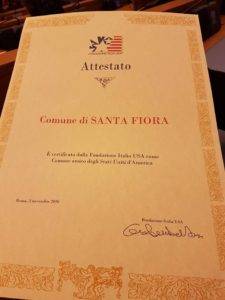 Attestato
Comune di SANTA FIORA
È certificato dalla Fondazione Italia USA come
Comune amico degli Stati Uniti d'America
Fondazione Italia USA